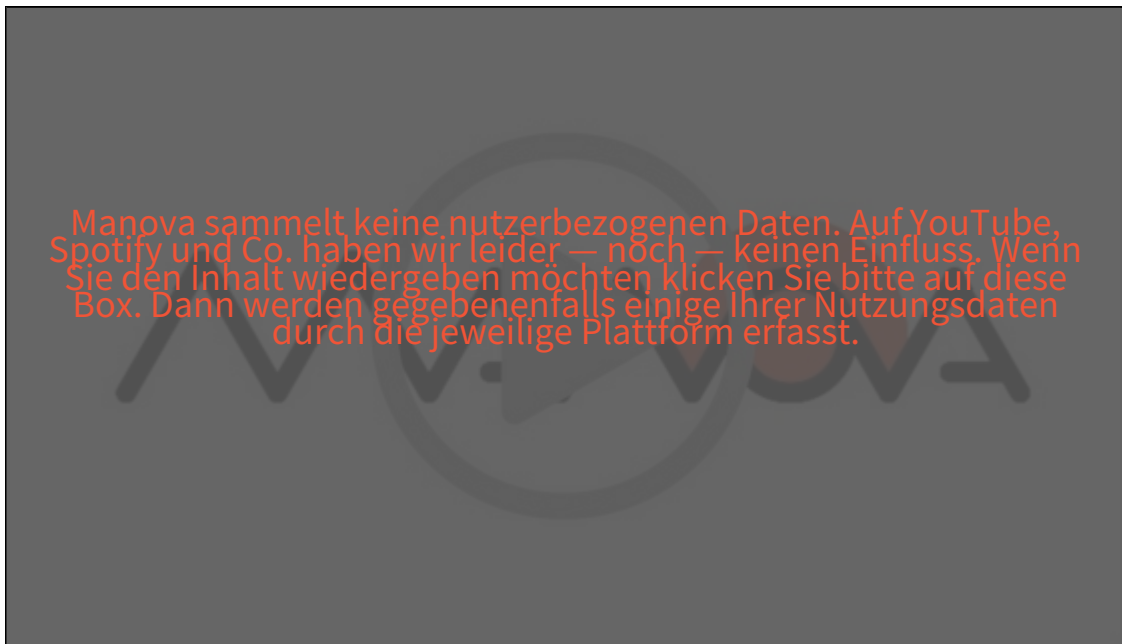 Manova sammelt keine nutzerbezogenen Daten. Auf YouTube,
Spotify und Co. haben wir leider — noch — keinen Einfluss. Wenn
Sie den Inhalt wiedergeben möchten klicken Sie bitte auf diese
Box. Dann werden gegebenenfalls einige Ihrer Nutzungsdaten
durch die jeweilige Plattform erfasst.
MANOVA